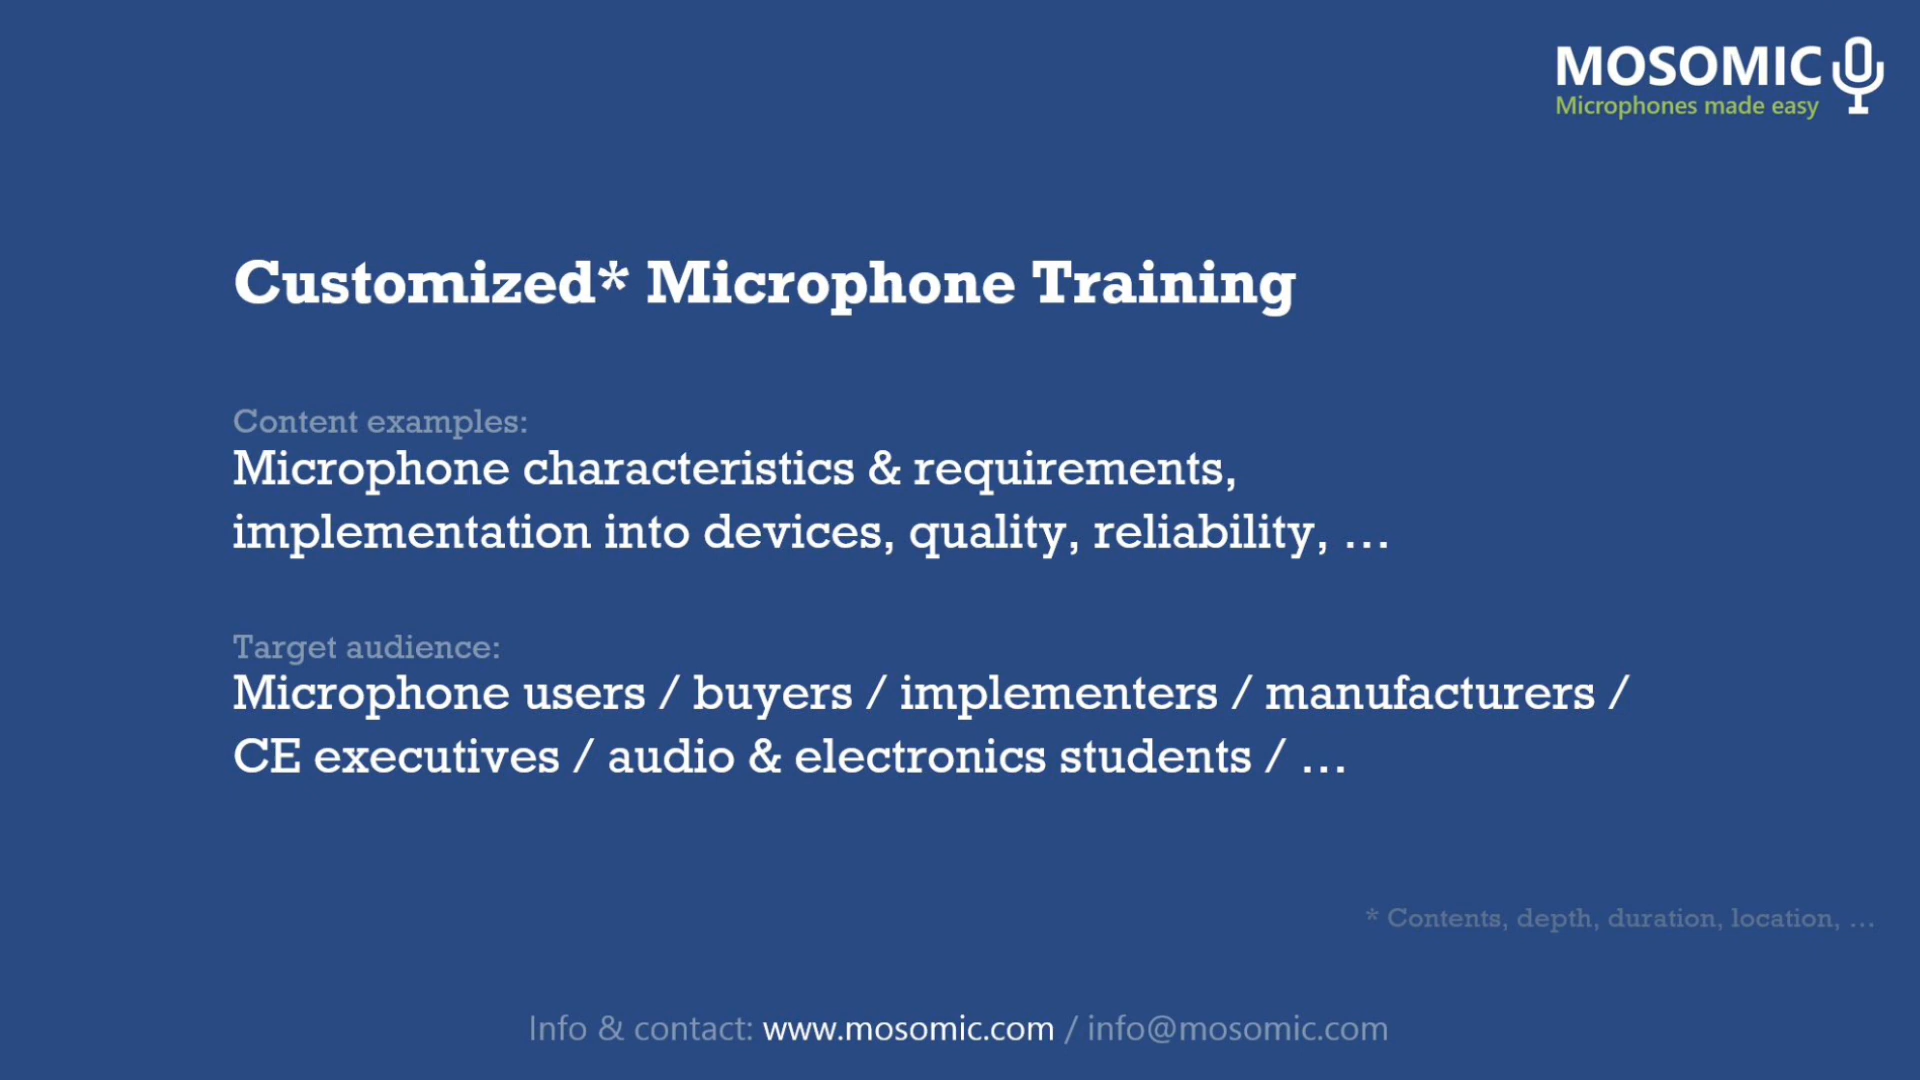 MOSOMIC
Microphones made easy
Customized* Microphone Training
Content examples:
Microphone characteristics & requirements,
implementation into devices, quality, reliability, …
Target audience:
Microphone users / buyers / implementers / manufacturers /
CE executives / audio & electronics students / …
* Contents, depth, duration, location, …
Info & contact: www.mosomic.com / info@mosomic.com